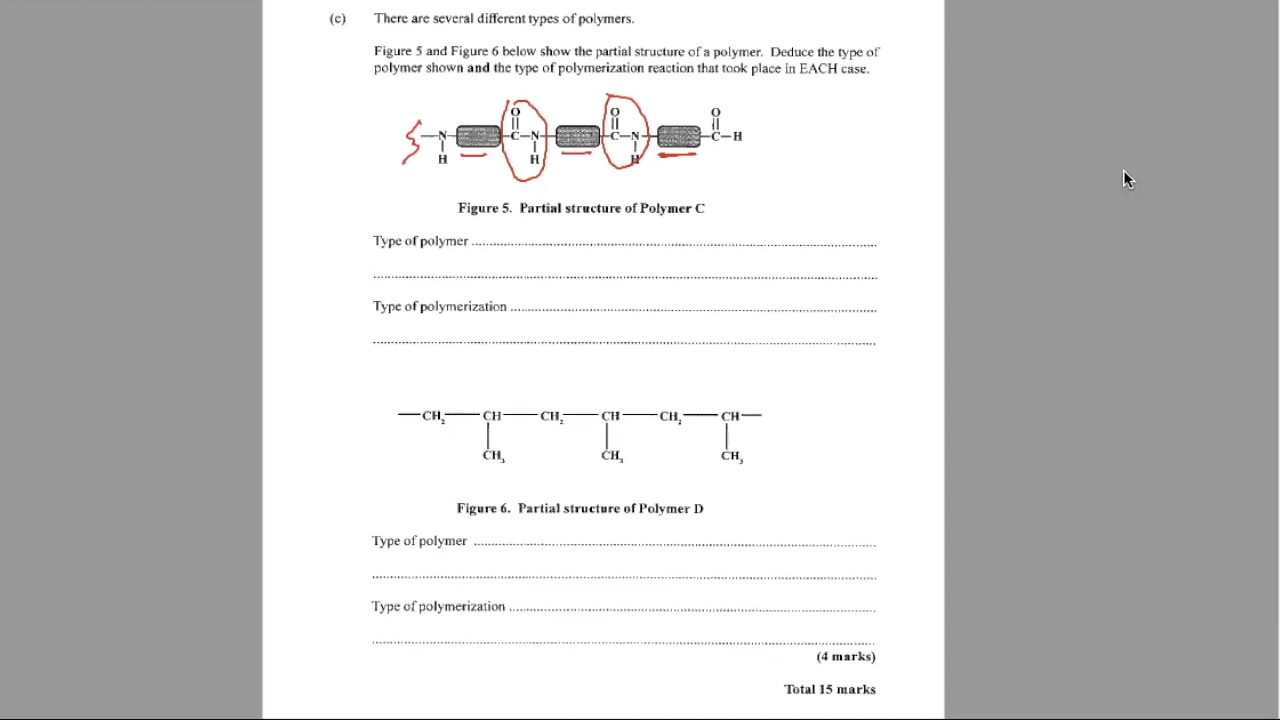 (c) There are several different types of polymers.
Figure 5 and Figure 6 below show the partial structure of a polymer. Deduce the type of
polymer shown and the type of polymerization reaction that took place in EACH case.
O O O
N C N C N C H
H H H
Figure 5. Partial structure of Polymer C
Type of polymer
Type of polymerization
CH₂ CH CH₂ CH CH₂ CH
CH₃ CH₃ CH₃
Figure 6. Partial structure of Polymer D
Type of polymer
Type of polymerization
(4 marks)
Total 15 marks